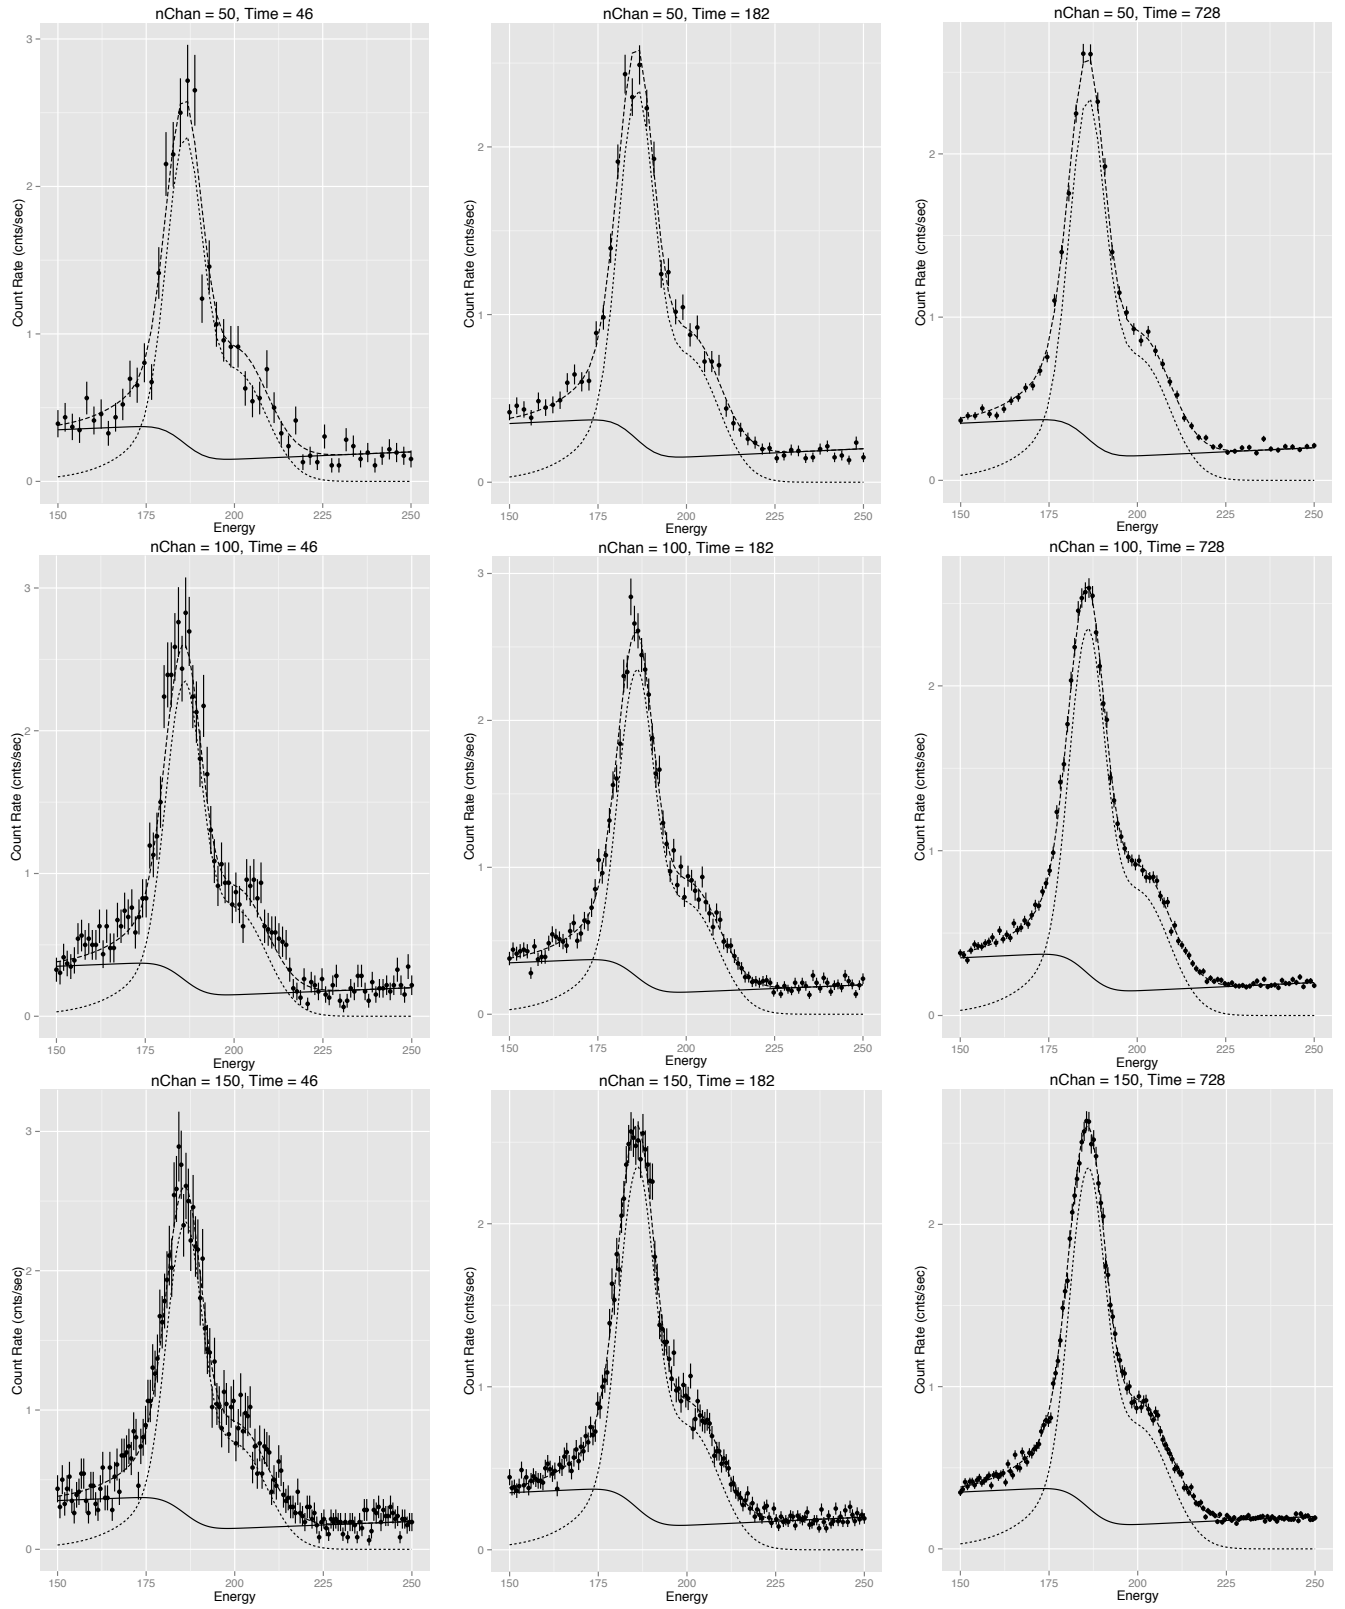 nChan = 50, Time = 46
3
2
1
0
Count Rate (cnts/sec)
150 175 200 225 250
Energy
nChan = 50, Time = 182
2
1
0
Count Rate (cnts/sec)
150 175 200 225 250
Energy
nChan = 50, Time = 728
2
1
0
Count Rate (cnts/sec)
150 175 200 225 250
Energy
nChan = 100, Time = 46
3
2
1
0
Count Rate (cnts/sec)
150 175 200 225 250
Energy
nChan = 100, Time = 182
3
2
1
0
Count Rate (cnts/sec)
150 175 200 225 250
Energy
nChan = 100, Time = 728
2
1
0
Count Rate (cnts/sec)
150 175 200 225 250
Energy
nChan = 150, Time = 46
3
2
1
0
Count Rate (cnts/sec)
150 175 200 225 250
Energy
nChan = 150, Time = 182
2
1
0
Count Rate (cnts/sec)
150 175 200 225 250
Energy
nChan = 150, Time = 728
2
1
0
Count Rate (cnts/sec)
150 175 200 225 250
Energy